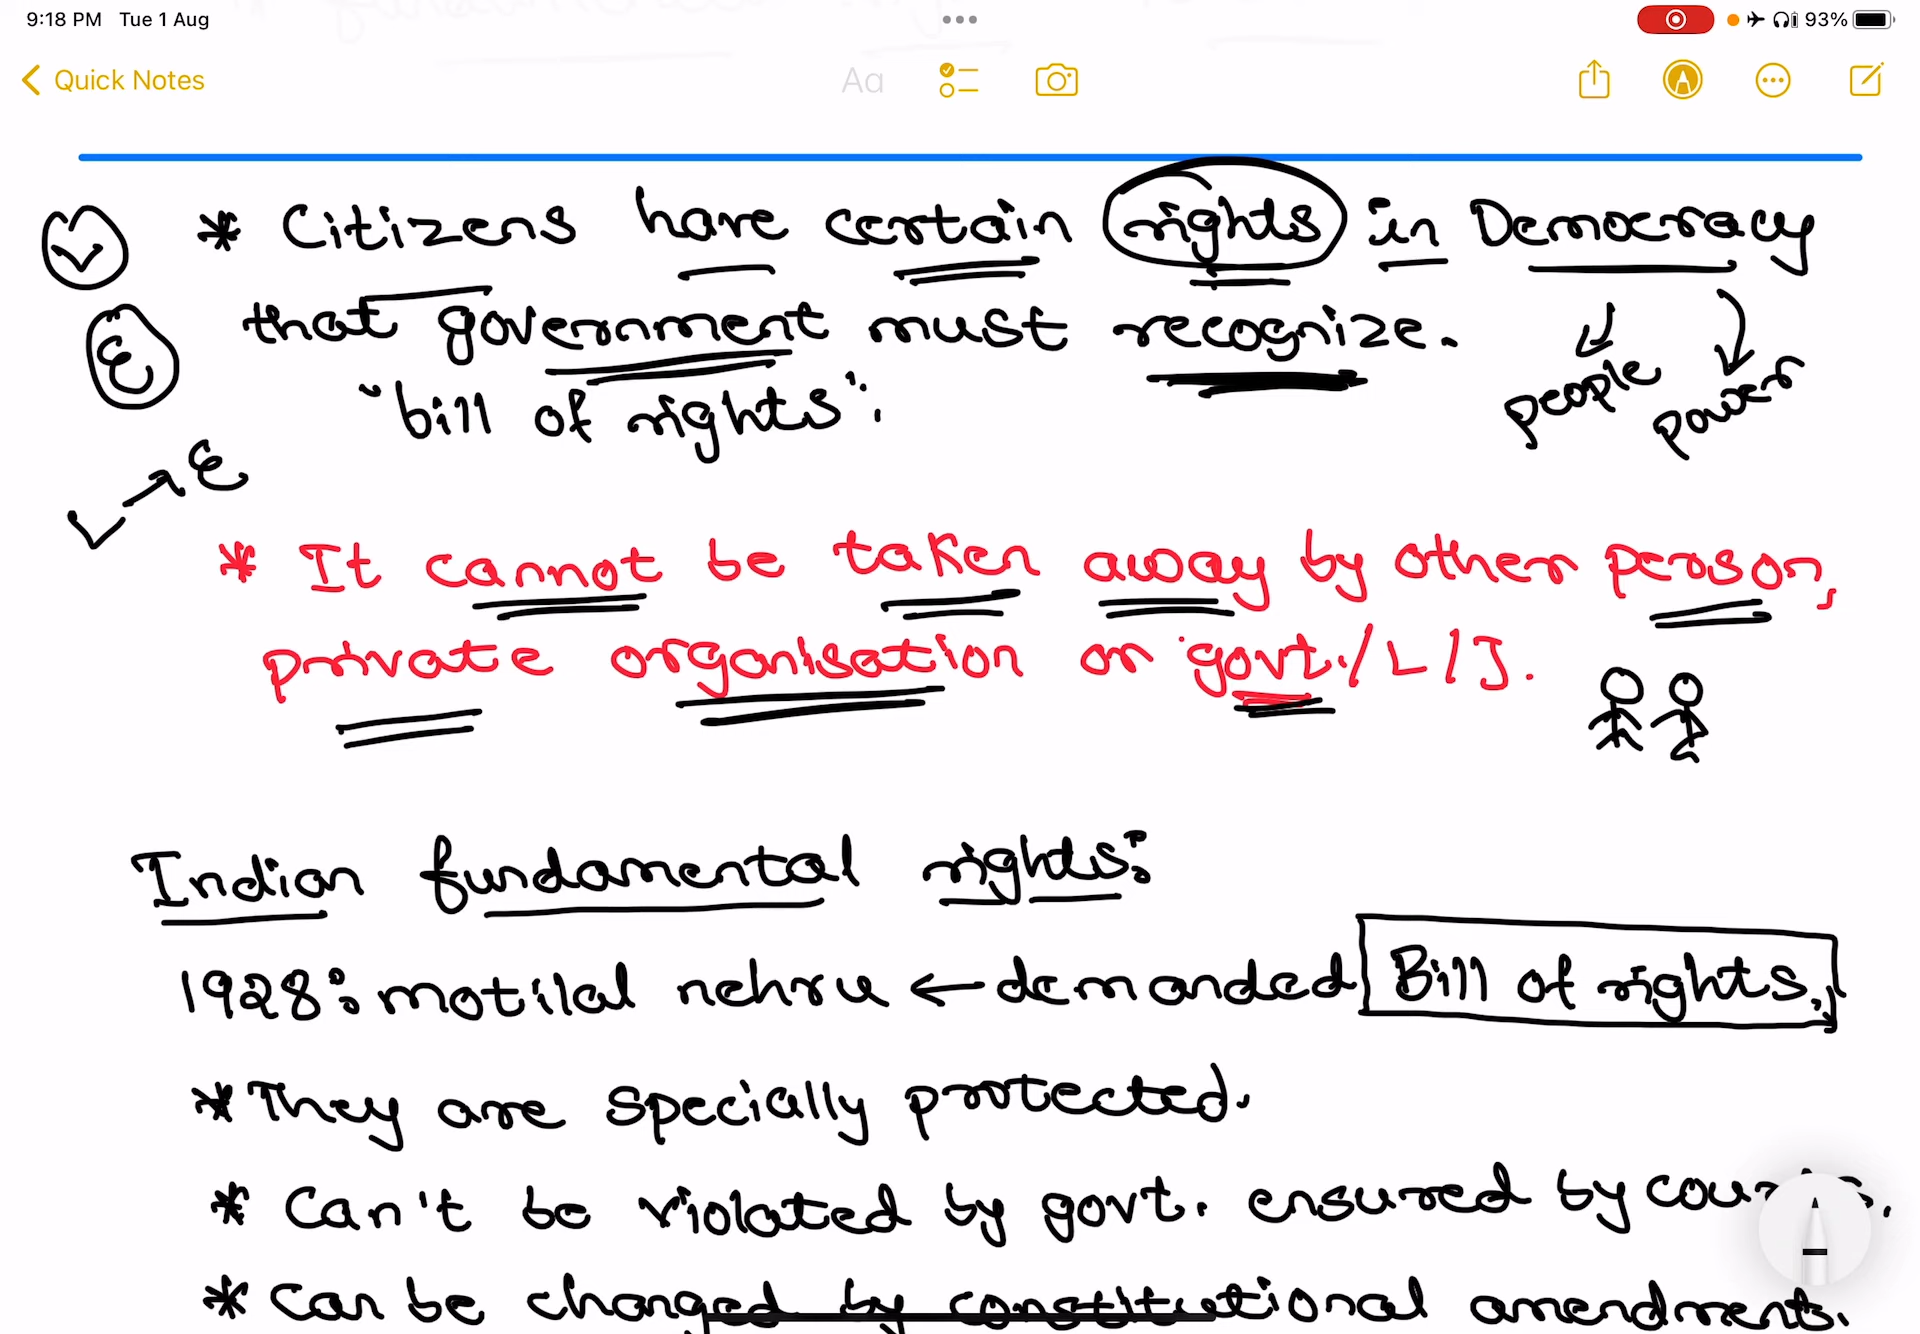 9:18 PM Tue 1 Aug
93%
Quick Notes
Aa
* Citizens have certain rights in Democracy
that government must recognize.
people power
"bill of rights":
L → E
* It cannot be taken away by other person,
private organisation or govt./L/J.
Indian fundamental rights:
1928: motilal nehru ← demanded Bill of rights.
* They are specially protected.
* Can't be violated by govt. ensured by courts.
* Can be changed by constitutional amendments.